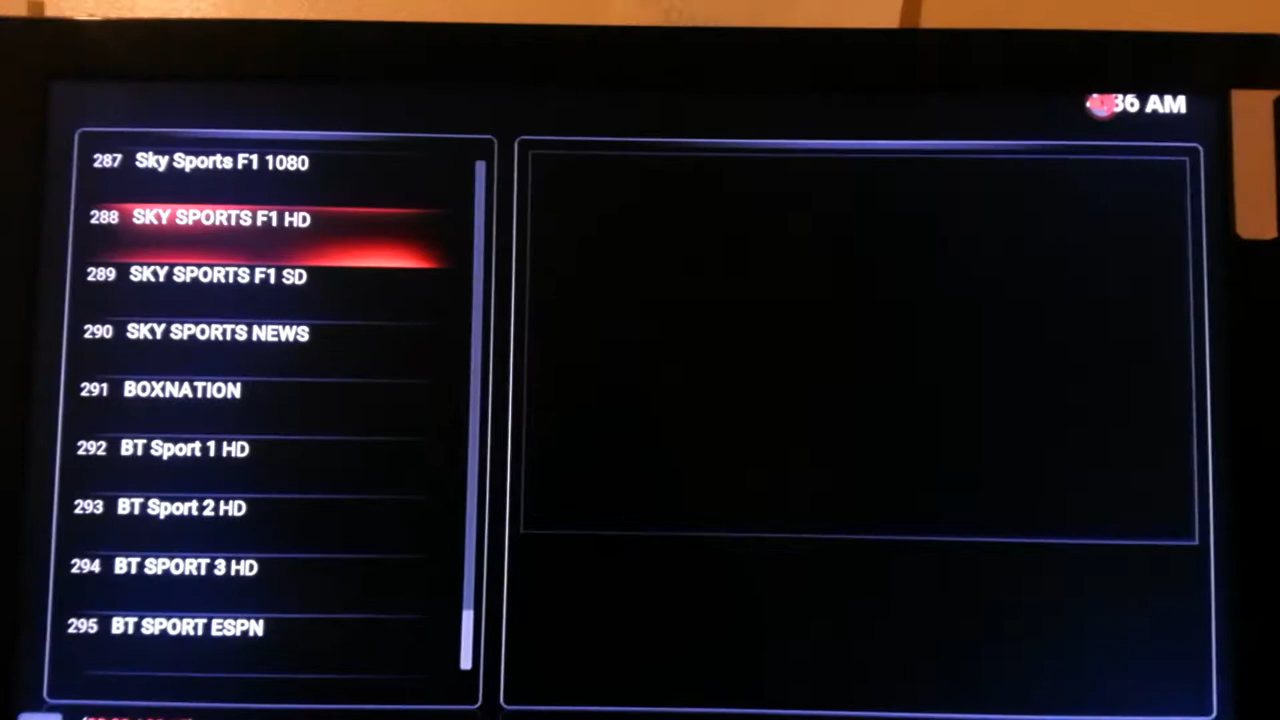 36 AM
287 Sky Sports F1 1080
288 SKY SPORTS F1 HD
289 SKY SPORTS F1 SD
290 SKY SPORTS NEWS
291 BOXNATION
292 BT Sport 1 HD
293 BT Sport 2 HD
294 BT SPORT 3 HD
295 BT SPORT ESPN